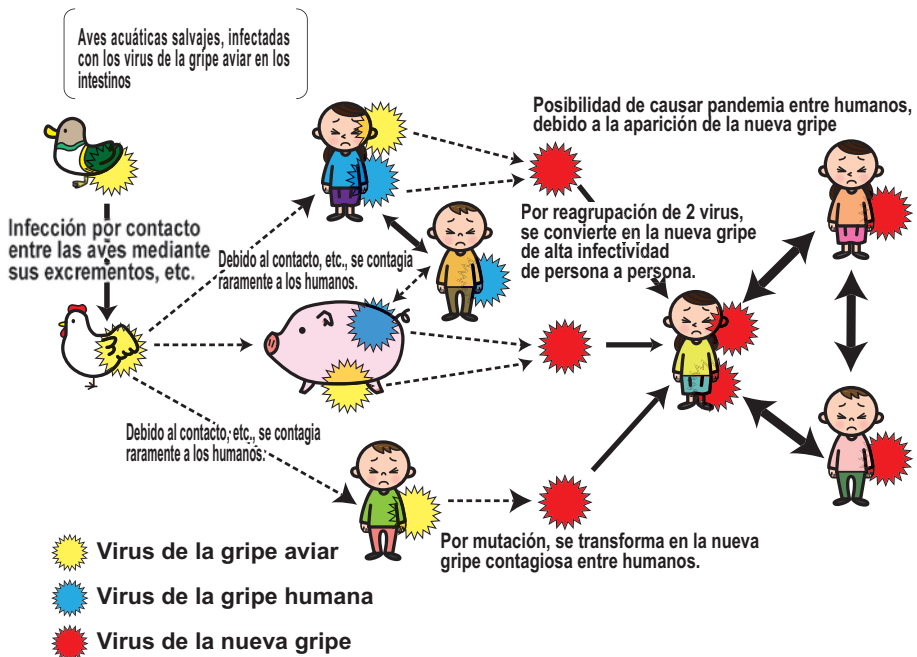 Aves acuáticas salvajes, infectadas
con los virus de la gripe aviar en los
intestinos
Posibilidad de causar pandemia entre humanos,
debido a la aparición de la nueva gripe
Infección por contacto
entre las aves mediante
sus excrementos, etc.
Debido al contacto, etc., se contagia
raramente a los humanos.
Por reagrupación de 2 virus,
se convierte en la nueva gripe
de alta infectividad
de persona a persona.
Debido al contacto, etc., se contagia
raramente a los humanos.
Por mutación, se transforma en la nueva
gripe contagiosa entre humanos.
Virus de la gripe aviar
Virus de la gripe humana
Virus de la nueva gripe